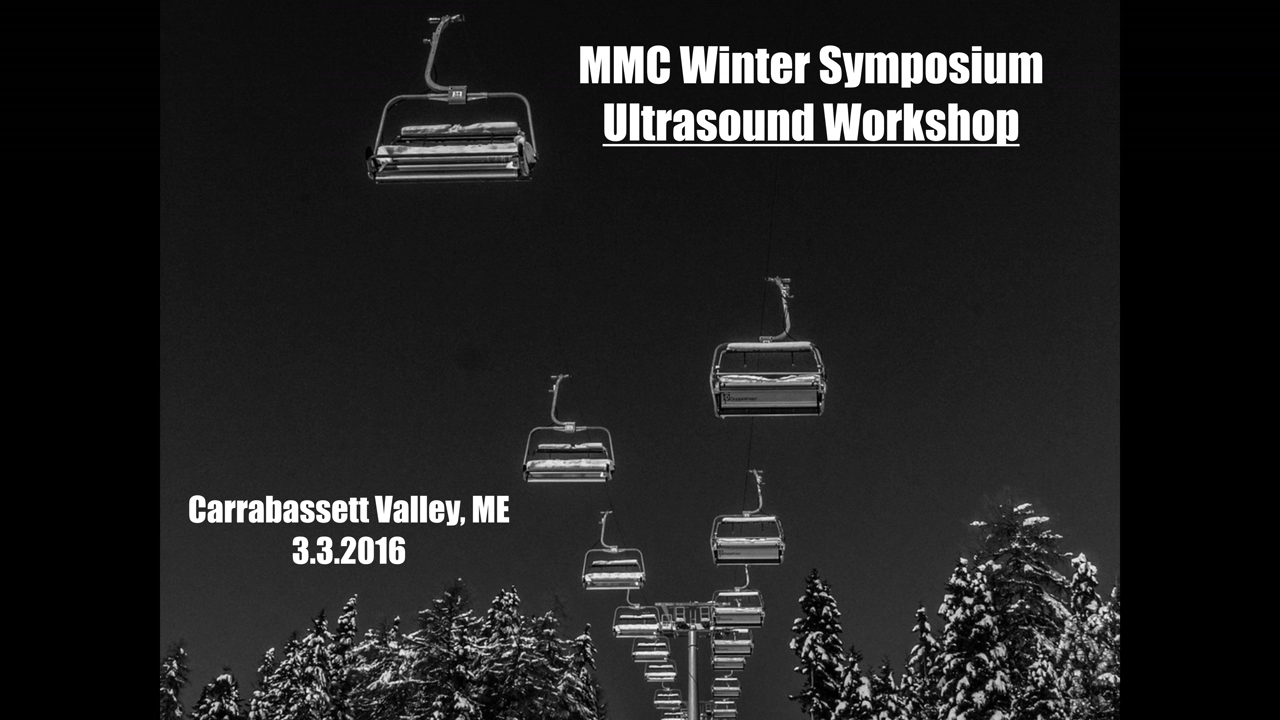 MMC Winter Symposium
Ultrasound Workshop
Carrabassett Valley, ME
3.3.2016